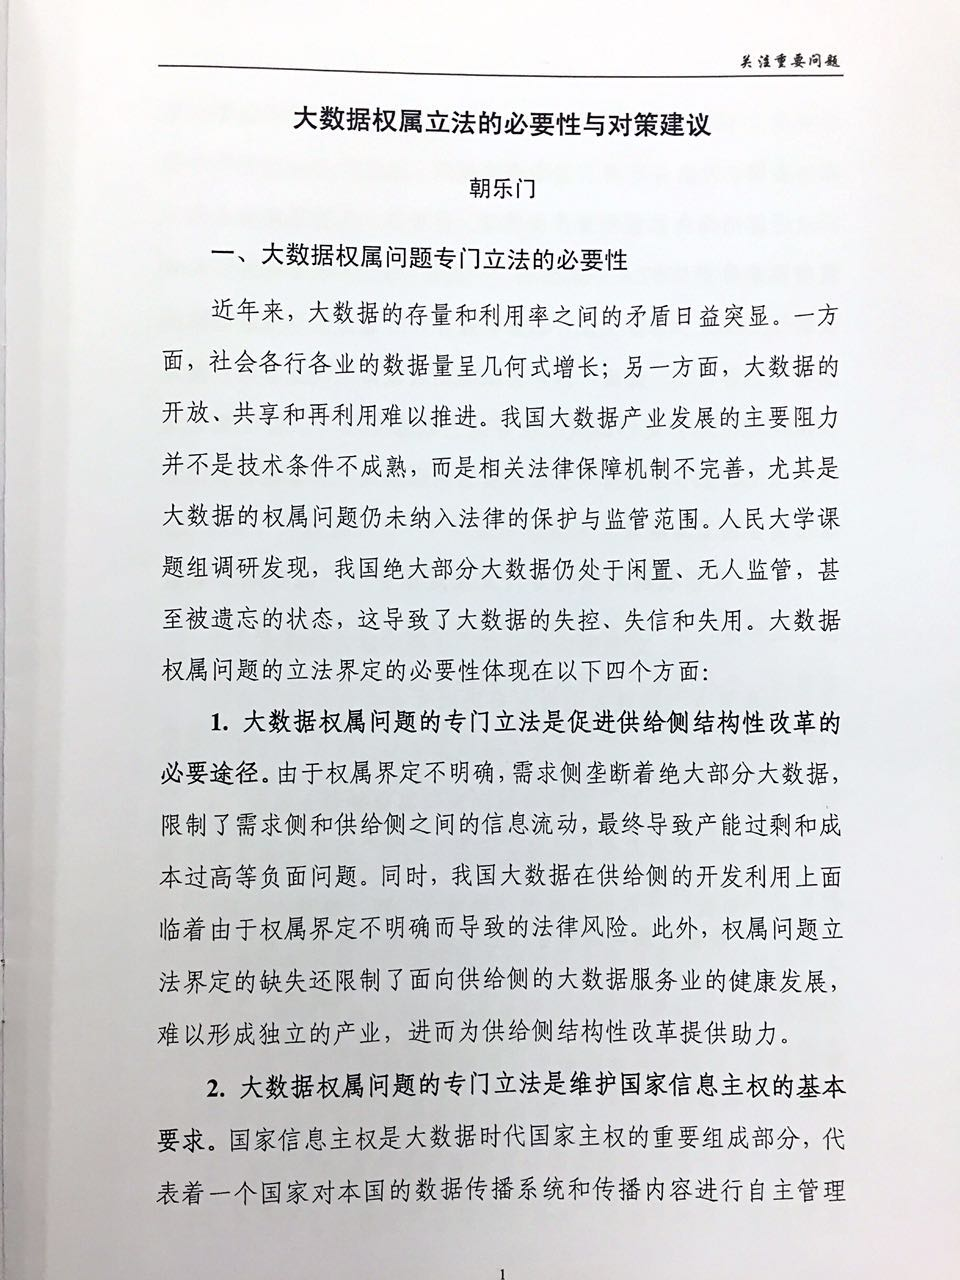 关注重要问题
大数据权属立法的必要性与对策建议
朝乐门
一、大数据权属问题专门立法的必要性
近年来，大数据的存量和利用率之间的矛盾日益突显。一方
面，社会各行各业的数据量呈几何式增长；另一方面，大数据的
开放、共享和再利用难以推进。我国大数据产业发展的主要阻力
并不是技术条件不成熟，而是相关法律保障机制不完善，尤其是
大数据的权属问题仍未纳入法律的保护与监管范围。人民大学课
题组调研发现，我国绝大部分大数据仍处于闲置、无人监管，甚
至被遗忘的状态，这导致了大数据的失控、失信和失用。大数据
权属问题的立法界定的必要性体现在以下四个方面：
1. 大数据权属问题的专门立法是促进供给侧结构性改革的
必要途径。由于权属界定不明确，需求侧垄断着绝大部分大数据，
限制了需求侧和供给侧之间的信息流动，最终导致产能过剩和成
本过高等负面问题。同时，我国大数据在供给侧的开发利用上面
临着由于权属界定不明确而导致的法律风险。此外，权属问题立
法界定的缺失还限制了面向供给侧的大数据服务业的健康发展，
难以形成独立的产业，进而为供给侧结构性改革提供助力。
2. 大数据权属问题的专门立法是维护国家信息主权的基本
要求。国家信息主权是大数据时代国家主权的重要组成部分，代
表着一个国家对本国的数据传播系统和传播内容进行自主管理
1